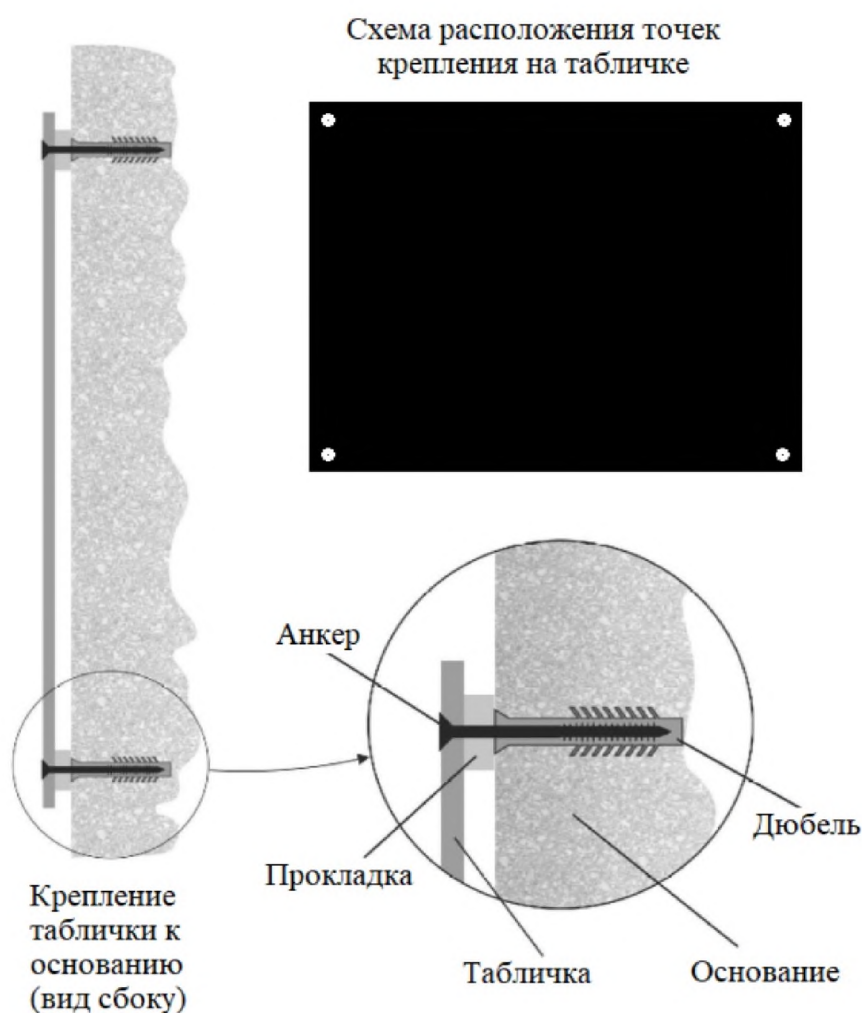 Схема расположения точек
крепления на табличке
Анкер
Дюбель
Прокладка
Крепление
таблички к
основанию
(вид сбоку)
Табличка
Основание